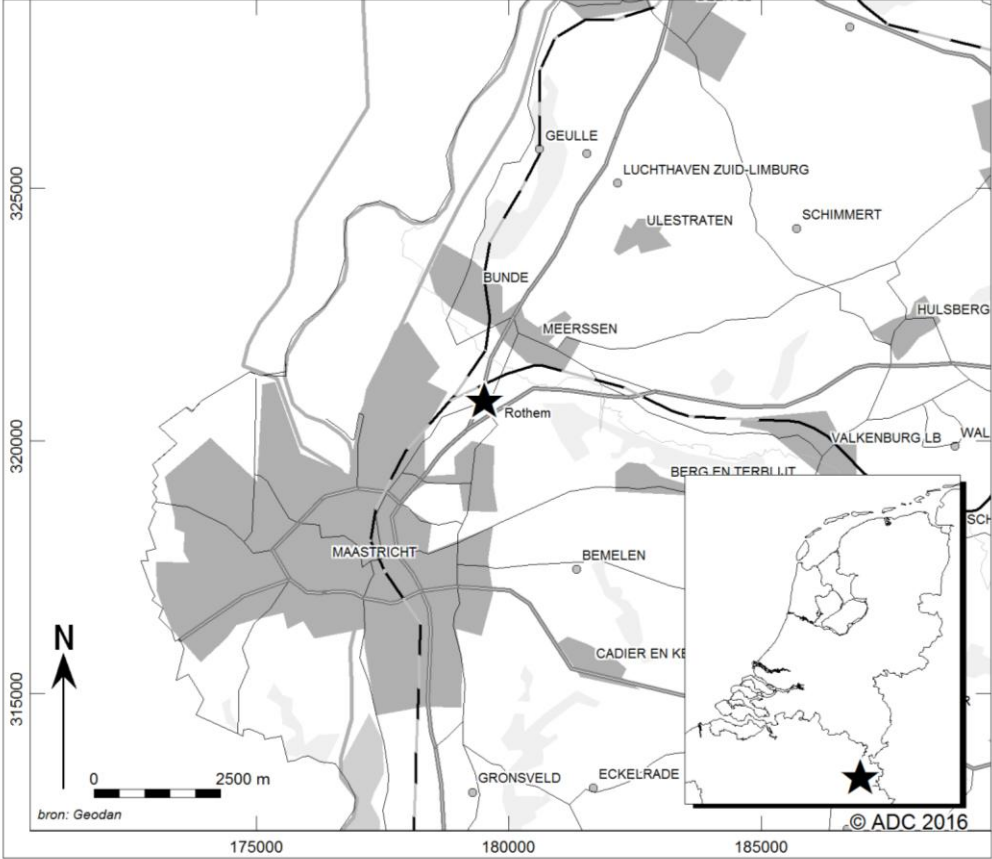 GEULLE
LUCHTHAVEN ZUID-LIMBURG
ULESTRATEN
SCHIMMERT
BUNDE
HULSBERG
MEERSSEN
Rothem
VALKENBURG LB
WAL
BERG EN TERBLIJT
SCH
MAASTRICHT
BEMELEN
CADIER EN KE
GRONSVELD
ECKELRADE
325000
320000
315000
N
0 2500 m
bron: Geodan
© ADC 2016
175000 180000 185000